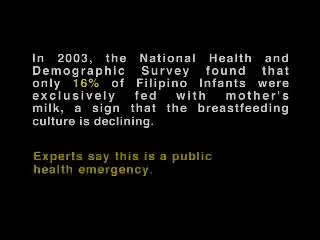 In 2003, the National Health and
Demographic Survey found that
only 16% of Filipino Infants were
exclusively fed with mother's
milk, a sign that the breastfeeding
culture is declining.
Experts say this is a public
health emergency.